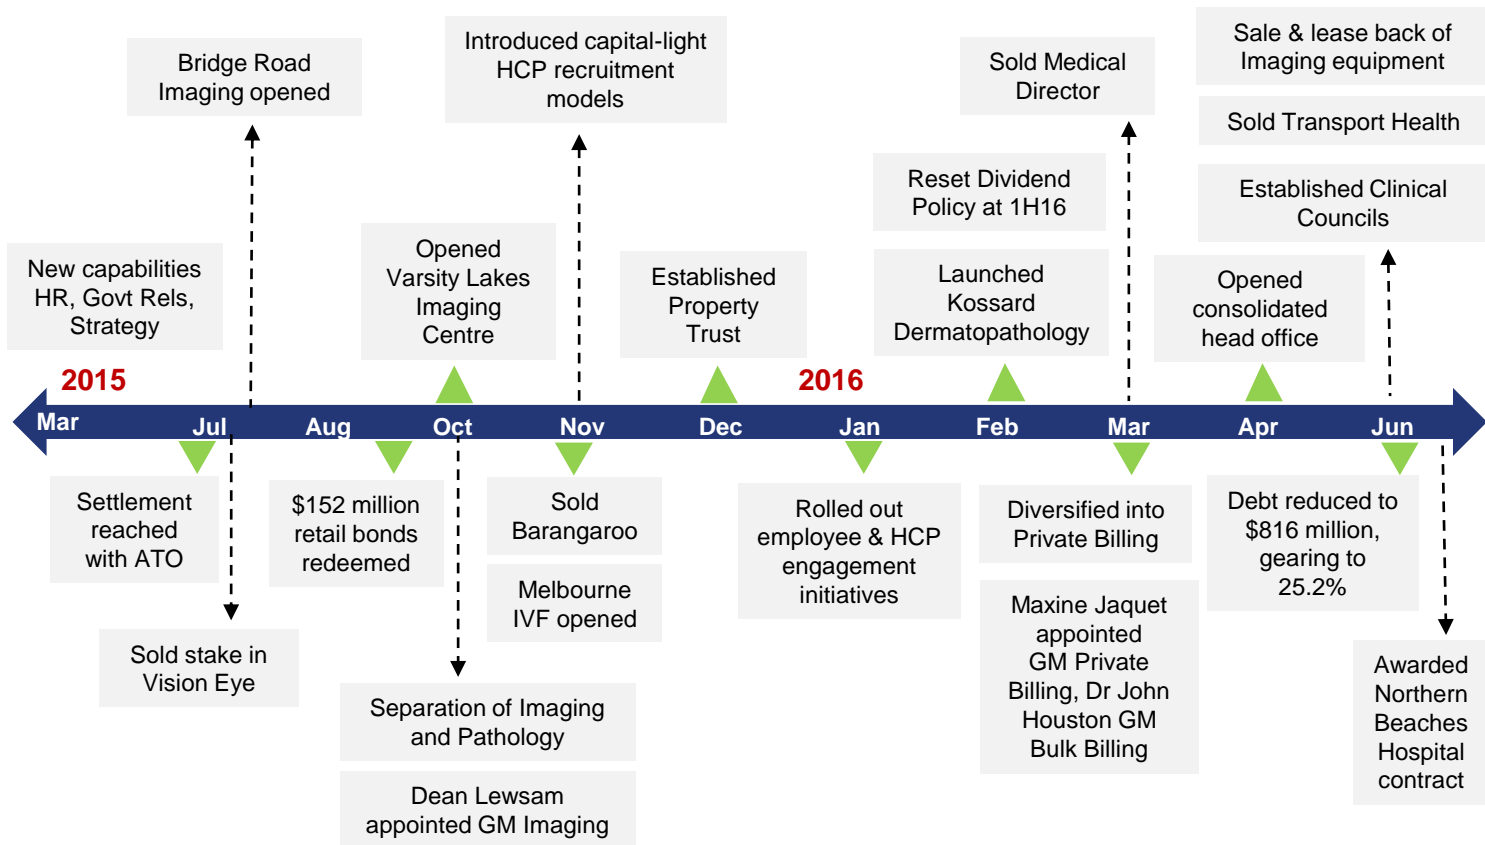 Bridge Road
Imaging opened
Introduced capital-light
HCP recruitment
models
Sold Medical
Director
Sale & lease back of
Imaging equipment
Sold Transport Health
Established Clinical
Councils
New capabilities
HR, Govt Rels,
Strategy
Opened
Varsity Lakes
Imaging
Centre
Established
Property
Trust
Reset Dividend
Policy at 1H16
Launched
Kossard
Dermatopathology
Opened
consolidated
head office
2015
2016
Mar
Jul
Aug
Oct
Nov
Dec
Jan
Feb
Mar
Apr
Jun
Settlement
reached
with ATO
Sold stake in
Vision Eye
$152 million
retail bonds
redeemed
Separation of Imaging
and Pathology
Dean Lewsam
appointed GM Imaging
Sold
Barangaroo
Melbourne
IVF opened
Rolled out
employee & HCP
engagement
initiatives
Diversified into
Private Billing
Maxine Jaquet
appointed
GM Private
Billing, Dr John
Houston GM
Bulk Billing
Debt reduced to
$816 million,
gearing to
25.2%
Awarded
Northern
Beaches
Hospital
contract